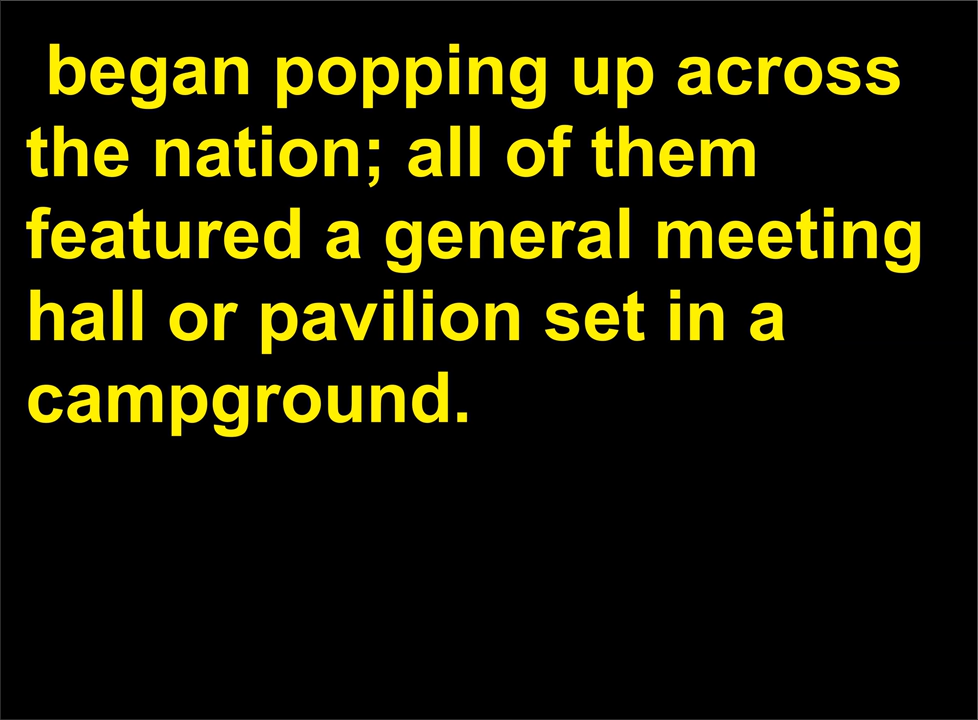 began popping up across
the nation; all of them
featured a general meeting
hall or pavilion set in a
campground.